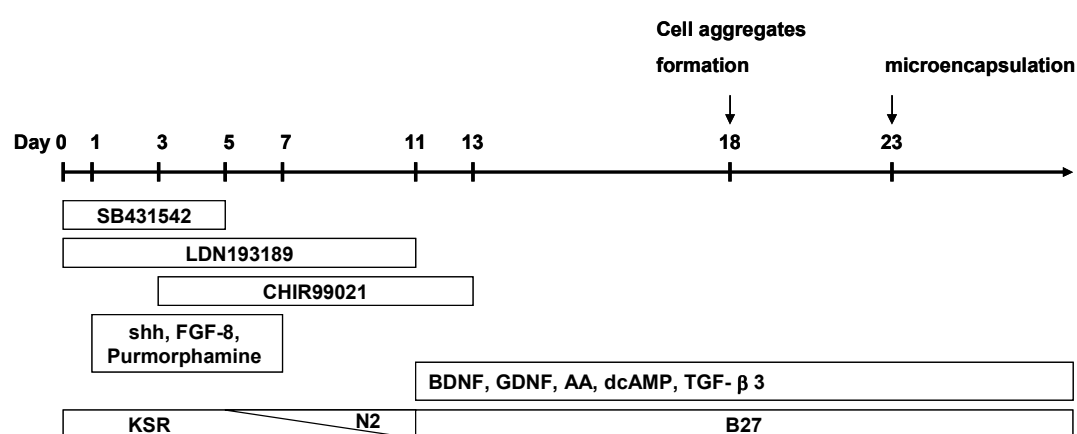 Cell aggregates
formation
microencapsulation
Day 0 1 3 5 7 11 13 18 23
SB431542
LDN193189
CHIR99021
shh, FGF-8,
Purmorphamine
BDNF, GDNF, AA, dcAMP, TGF- β 3
KSR N2 B27